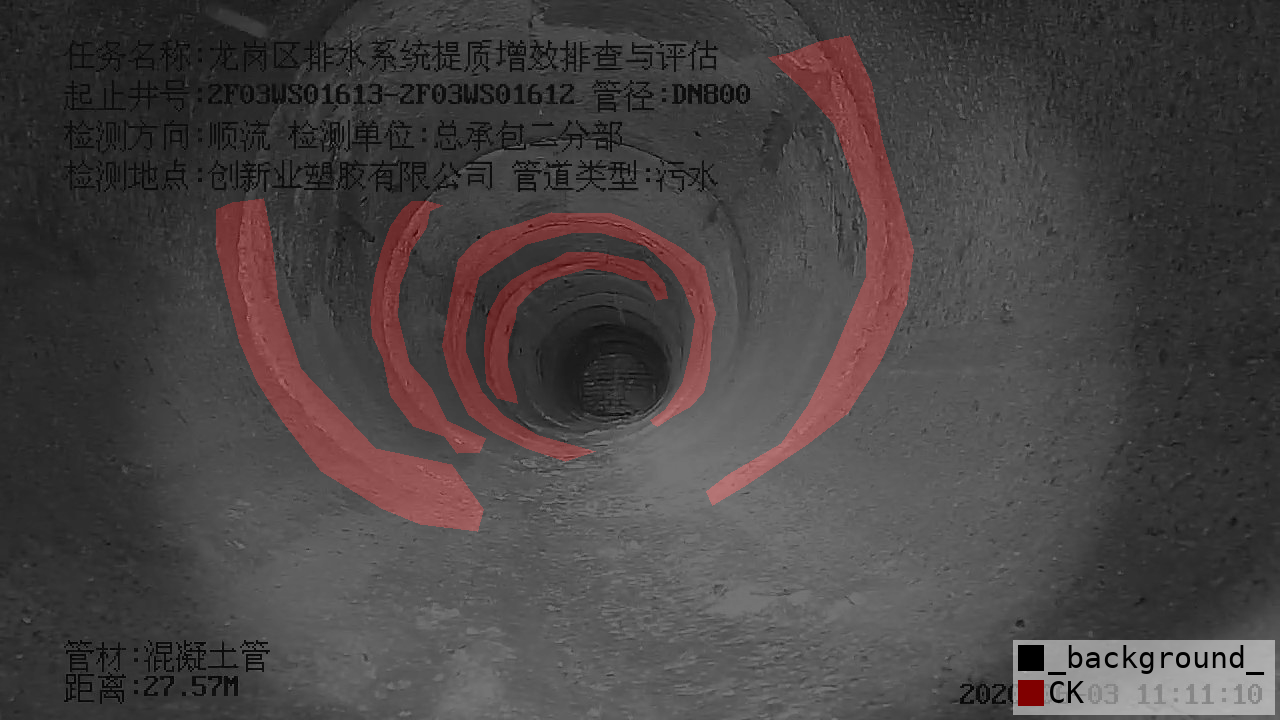 任务名称:龙岗区排水系统提质增效排查与评估
起止井号:2F03WS01613-2F03WS01612 管径:DN800
检测方向:顺流 检测单位:总承包二分部
检测地点:创新业塑胶有限公司 管道类型:污水
管材:混凝土管
距离:27.57M
_background_
CK
2020 03 11:11:10